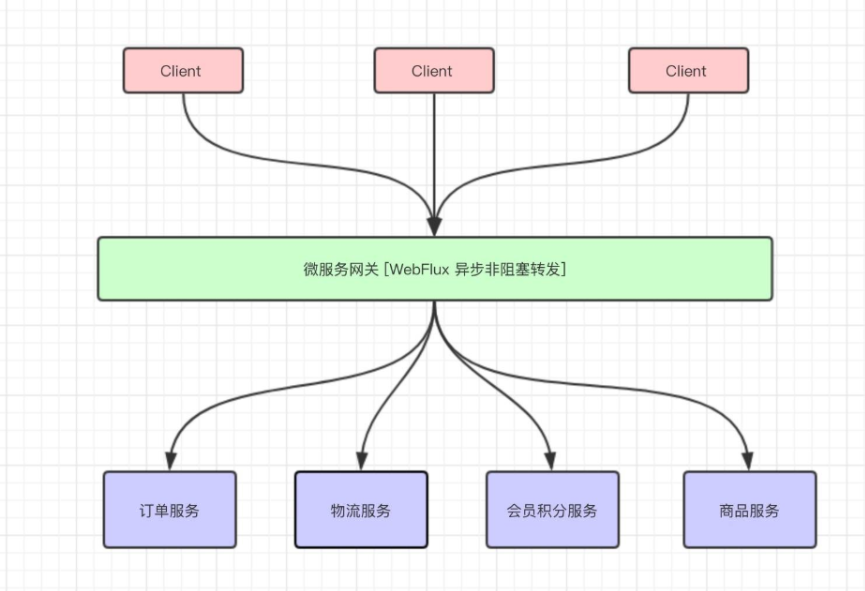 Client
Client
Client
微服务网关 [WebFlux 异步非阻塞转发]
订单服务
物流服务
会员积分服务
商品服务